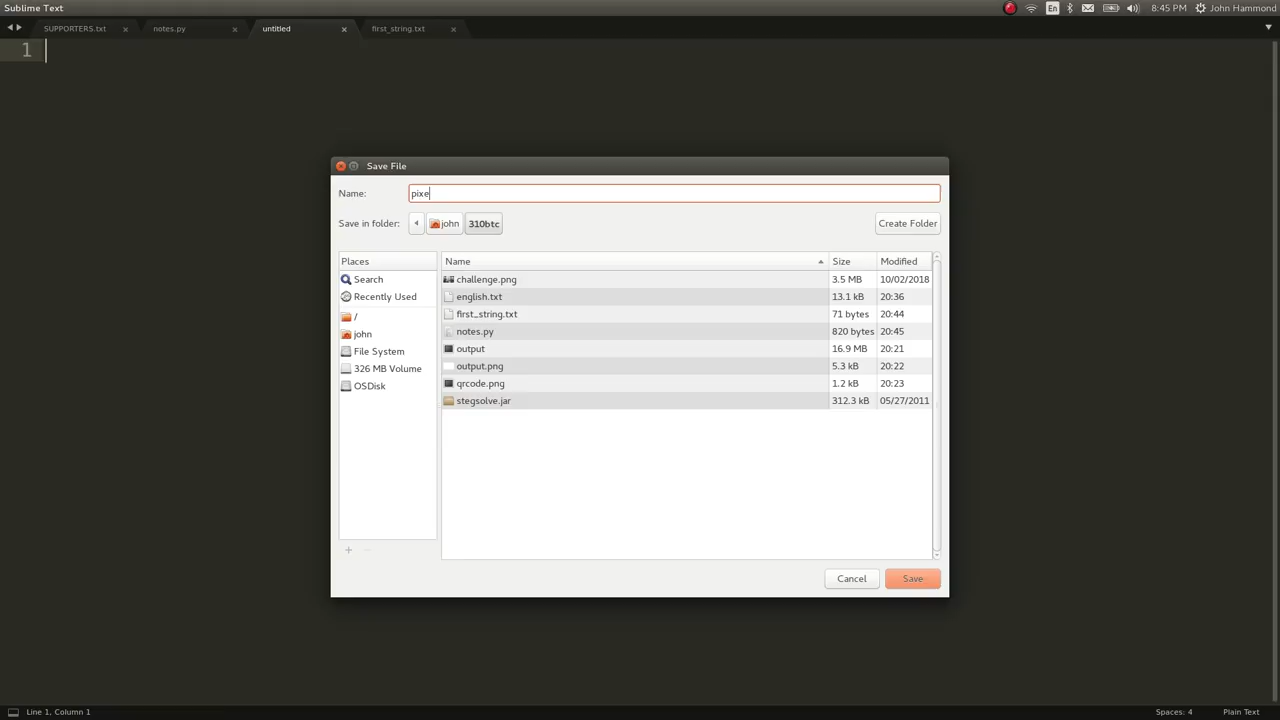 Sublime Text
En
8:45 PM
John Hammond
SUPPORTERS.txt
notes.py
untitled
first_string.txt
1
Save File
Name:
pixe
Save in folder:
john
310btc
Create Folder
Places
Name
Size
Modified
Search
Recently Used
/
john
File System
326 MB Volume
OSDisk
challenge.png 3.5 MB 10/02/2018
english.txt 13.1 kB 20:36
first_string.txt 71 bytes 20:44
notes.py 820 bytes 20:45
output 16.9 MB 20:21
output.png 5.3 kB 20:22
qrcode.png 1.2 kB 20:23
stegsolve.jar 312.3 kB 05/27/2011
Cancel
Save
Line 1, Column 1
Spaces: 4
Plain Text